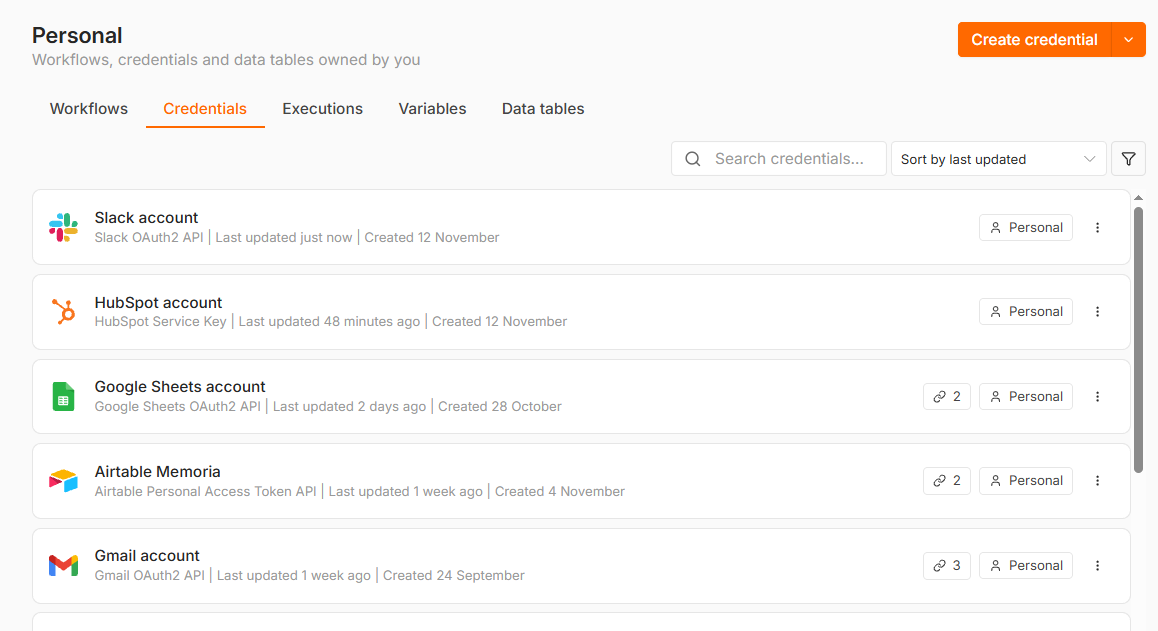 Personal
Create credential
Workflows, credentials and data tables owned by you
Workflows Credentials Executions Variables Data tables
Search credentials...
Sort by last updated
Slack account
Slack OAuth2 API | Last updated just now | Created 12 November
Personal
HubSpot account
HubSpot Service Key | Last updated 48 minutes ago | Created 12 November
Personal
Google Sheets account
Google Sheets OAuth2 API | Last updated 2 days ago | Created 28 October
2 Personal
Airtable Memoria
Airtable Personal Access Token API | Last updated 1 week ago | Created 4 November
2 Personal
Gmail account
Gmail OAuth2 API | Last updated 1 week ago | Created 24 September
3 Personal